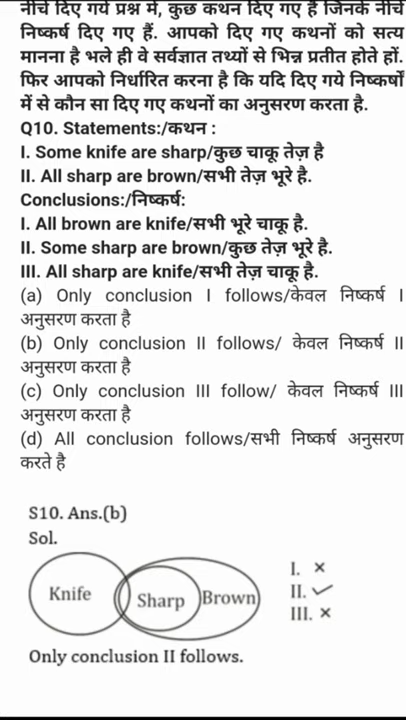 नीचे दिए गये प्रश्न में, कुछ कथन दिए गए हैं जिनके नीचे
निष्कर्ष दिए गए हैं. आपको दिए गए कथनों को सत्य
मानना है भले ही वे सर्वज्ञात तथ्यों से भिन्न प्रतीत होते हों.
फिर आपको निर्धारित करना है कि यदि दिए गये निष्कर्षों
में से कौन सा दिए गए कथनों का अनुसरण करता है.
Q10. Statements:/कथन :
I. Some knife are sharp/कुछ चाकू तेज़ है
II. All sharp are brown/सभी तेज़ भूरे है.
Conclusions:/निष्कर्ष:
I. All brown are knife/सभी भूरे चाकू है.
II. Some sharp are brown/कुछ तेज़ भूरे है.
III. All sharp are knife/सभी तेज़ चाकू है.
(a) Only conclusion I follows/केवल निष्कर्ष I
अनुसरण करता है
(b) Only conclusion II follows/ केवल निष्कर्ष II
अनुसरण करता है
(c) Only conclusion III follow/ केवल निष्कर्ष III
अनुसरण करता है
(d) All conclusion follows/सभी निष्कर्ष अनुसरण
करते है
S10. Ans.(b)
Sol.
Knife Sharp Brown
I. ×
II. ✓
III. ×
Only conclusion II follows.